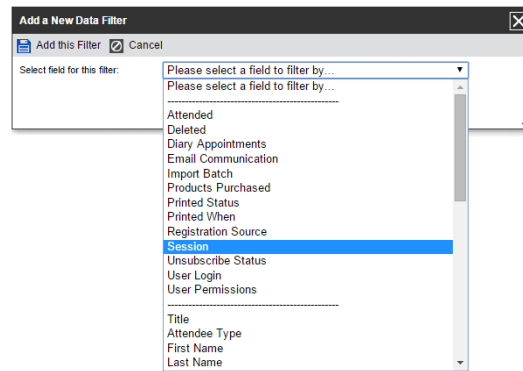 Add a New Data Filter
Add this Filter Cancel
Select field for this filter: Please select a field to filter by...
Please select a field to filter by...
------------------------------------------------
Attended
Deleted
Diary Appointments
Email Communication
Import Batch
Products Purchased
Printed Status
Printed When
Registration Source
Session
Unsubscribe Status
User Login
User Permissions
------------------------------------------------
Title
Attendee Type
First Name
Last Name